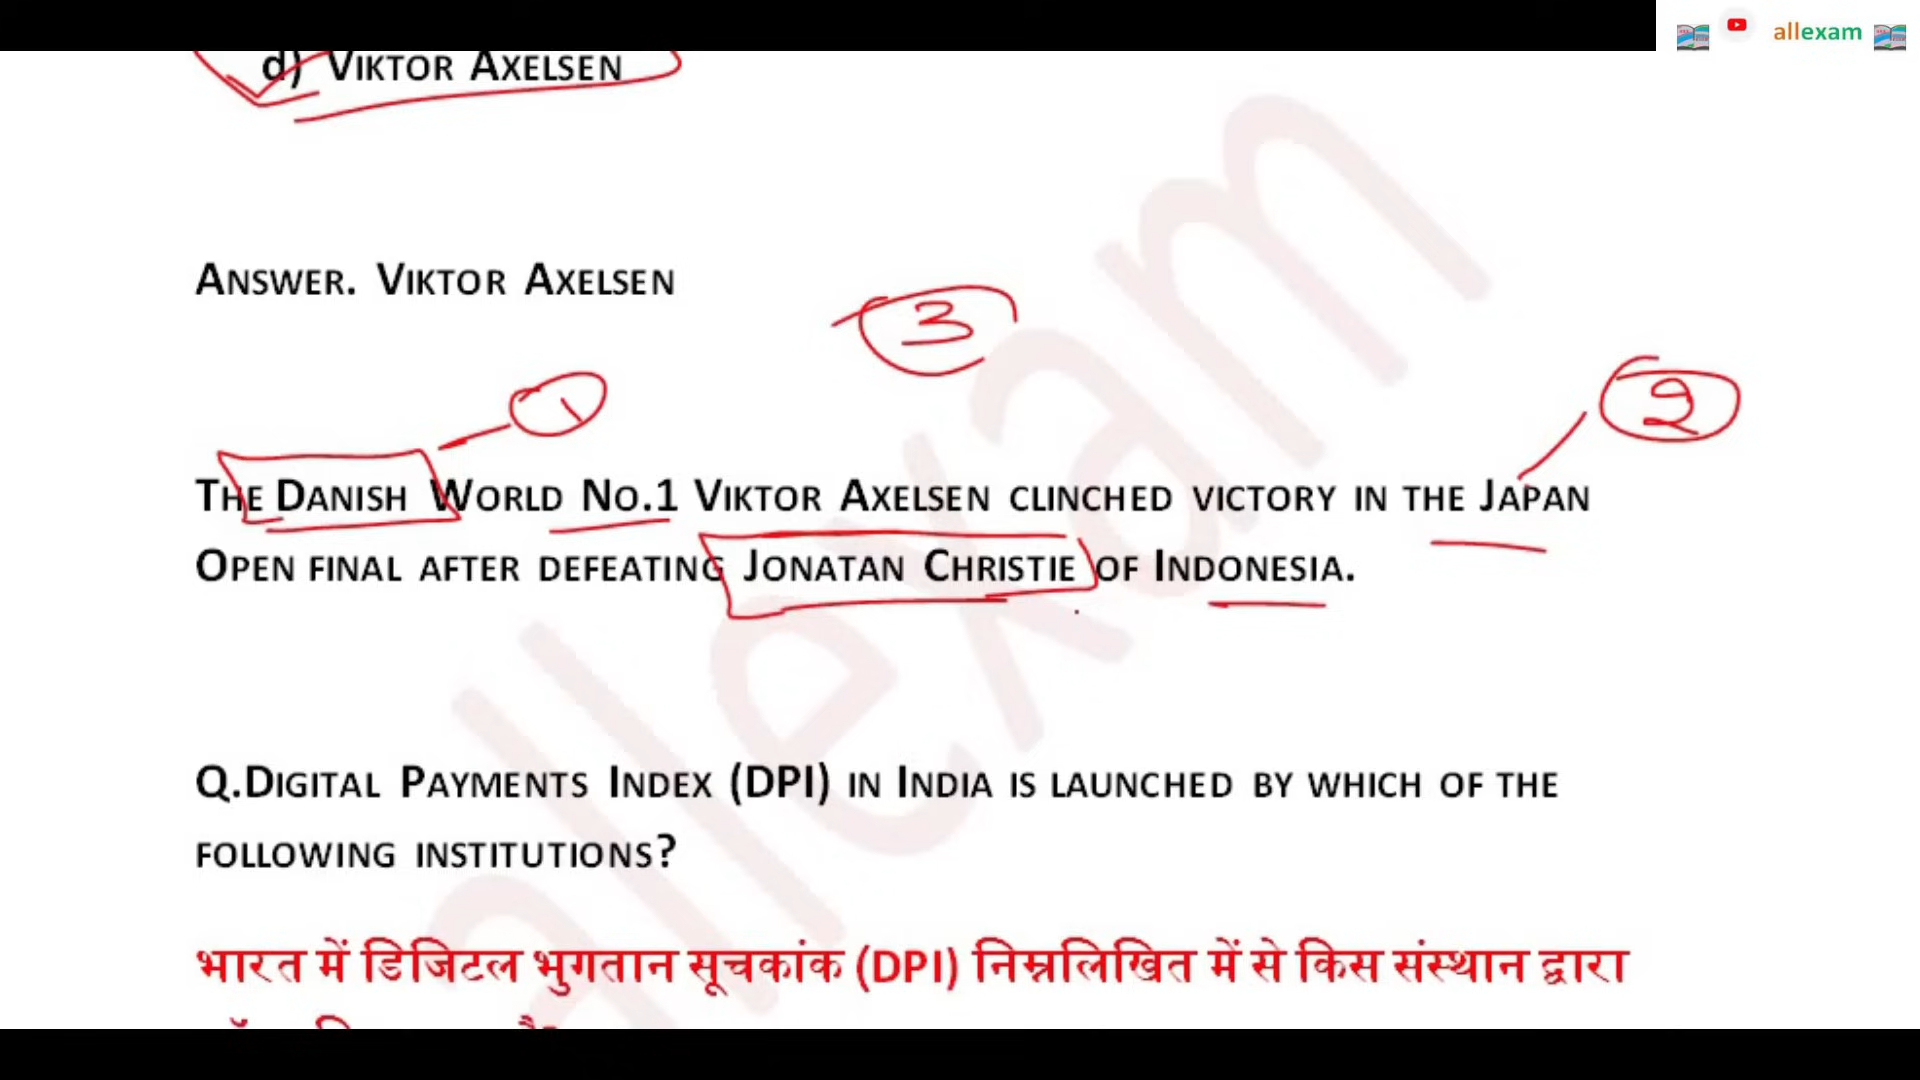 allexam
d) Viktor Axelsen
Answer. Viktor Axelsen
3
1
2
The Danish World No.1 Viktor Axelsen clinched victory in the Japan
Open final after defeating Jonatan Christie of Indonesia.
Q.Digital Payments Index (DPI) in India is launched by which of the
following institutions?
भारत में डिजिटल भुगतान सूचकांक (DPI) निम्नलिखित में से किस संस्थान द्वारा
allexam